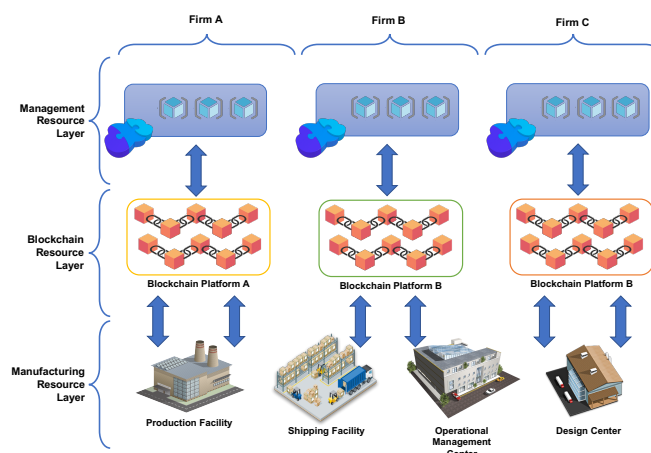 Firm A
Firm B
Firm C
Management
Resource
Layer
Blockchain
Resource
Layer
Blockchain Platform A
Blockchain Platform B
Blockchain Platform B
Manufacturing
Resource
Layer
Production Facility
Shipping Facility
Operational
Management
Center
Design Center